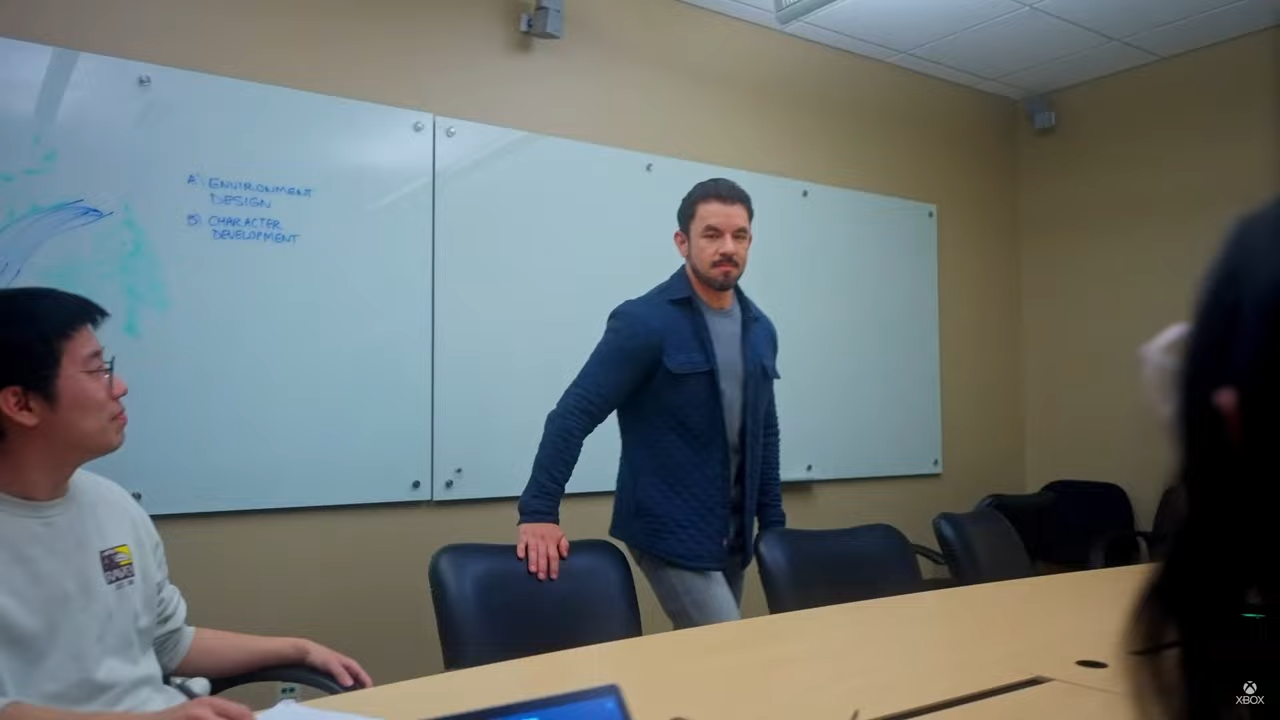 A) ENVIRONMENT
DESIGN
B) CHARACTER
DEVELOPMENT
XBOX